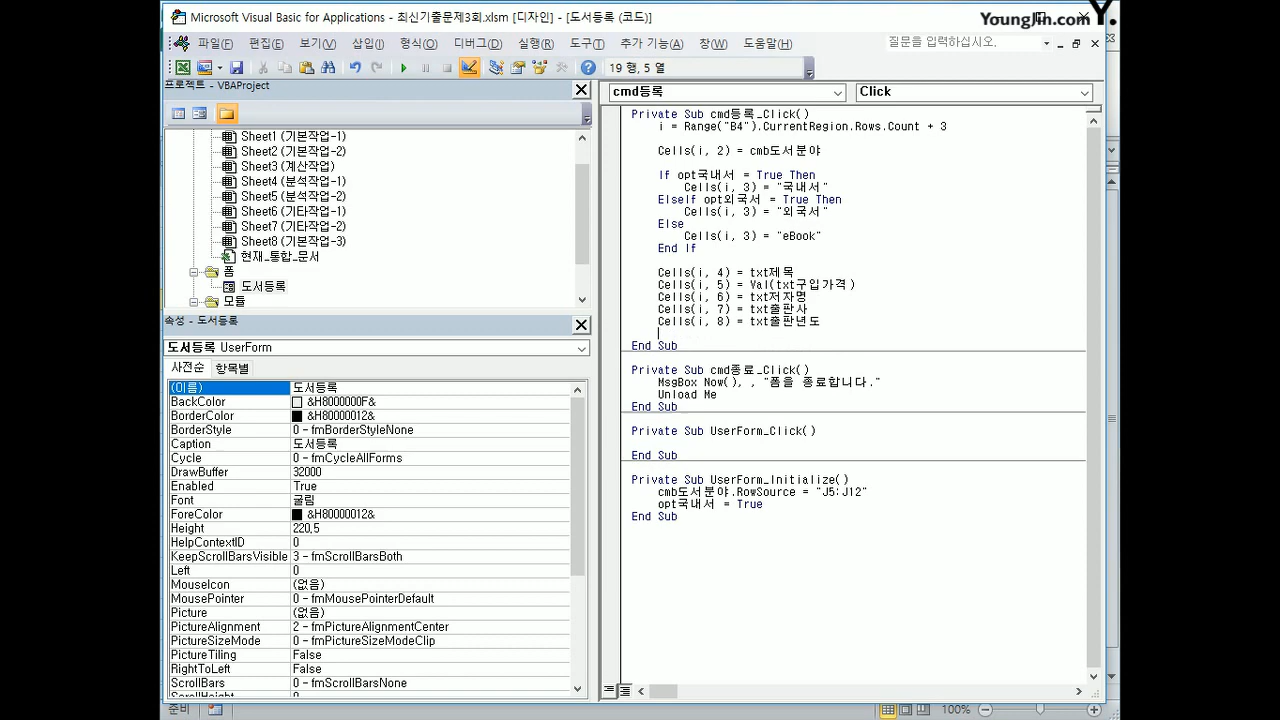 Microsoft Visual Basic for Applications - 최신기출문제3회.xlsm [디자인] - [도서등록 (코드)]
YoungJin.com Y.
파일(F) 편집(E) 보기(V) 삽입(I) 형식(O) 디버그(D) 실행(R) 도구(T) 추가 기능(A) 창(W) 도움말(H)
질문을 입력하십시오.
19 행, 5 열
프로젝트 - VBAProject
Sheet1 (기본작업-1)
Sheet2 (기본작업-2)
Sheet3 (계산작업)
Sheet4 (분석작업-1)
Sheet5 (분석작업-2)
Sheet6 (기타작업-1)
Sheet7 (기타작업-2)
Sheet8 (기본작업-3)
현재_통합_문서
폼
도서등록
모듈
속성 - 도서등록
도서등록 UserForm
사전순 항목별
(이름) 도서등록
BackColor &H8000000F&
BorderColor &H80000012&
BorderStyle 0 - fmBorderStyleNone
Caption 도서등록
Cycle 0 - fmCycleAllForms
DrawBuffer 32000
Enabled True
Font 굴림
ForeColor &H80000012&
Height 220,5
HelpContextID 0
KeepScrollBarsVisible 3 - fmScrollBarsBoth
Left 0
MouseIcon (없음)
MousePointer 0 - fmMousePointerDefault
Picture (없음)
PictureAlignment 2 - fmPictureAlignmentCenter
PictureSizeMode 0 - fmPictureSizeModeClip
PictureTiling False
RightToLeft False
ScrollBars 0 - fmScrollBarsNone
cmd등록 Click
Private Sub cmd등록_Click()
i = Range("B4").CurrentRegion.Rows.Count + 3
Cells(i, 2) = cmb도서분야
If opt국내서 = True Then
Cells(i, 3) = "국내서"
ElseIf opt외국서 = True Then
Cells(i, 3) = "외국서"
Else
Cells(i, 3) = "eBook"
End If
Cells(i, 4) = txt제목
Cells(i, 5) = Val(txt구입가격)
Cells(i, 6) = txt저자명
Cells(i, 7) = txt출판사
Cells(i, 8) = txt출판년도
End Sub
Private Sub cmd종료_Click()
MsgBox Now(), , "폼을 종료합니다."
Unload Me
End Sub
Private Sub UserForm_Click()
End Sub
Private Sub UserForm_Initialize()
cmb도서분야.RowSource = "J5:J12"
opt국내서 = True
End Sub
준비
100%